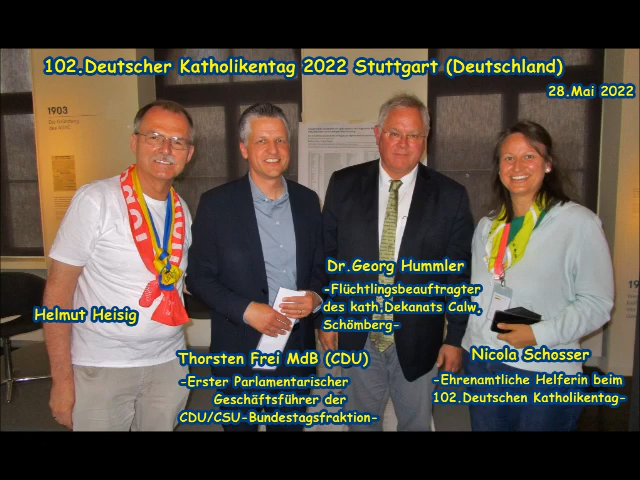 102.Deutscher Katholikentag 2022 Stuttgart (Deutschland)
28.Mai 2022
1903
Die Gründung
Helmut Heisig
Thorsten Frei MdB (CDU)
-Erster Parlamentarischer
Geschäftsführer der
CDU/CSU-Bundestagsfraktion-
Dr.Georg Hummler
-Flüchtlingsbeauftragter
des kath.Dekanats Calw,
Schömberg-
Nicola Schosser
-Ehrenamtliche Helferin beim
102.Deutschen Katholikentag-